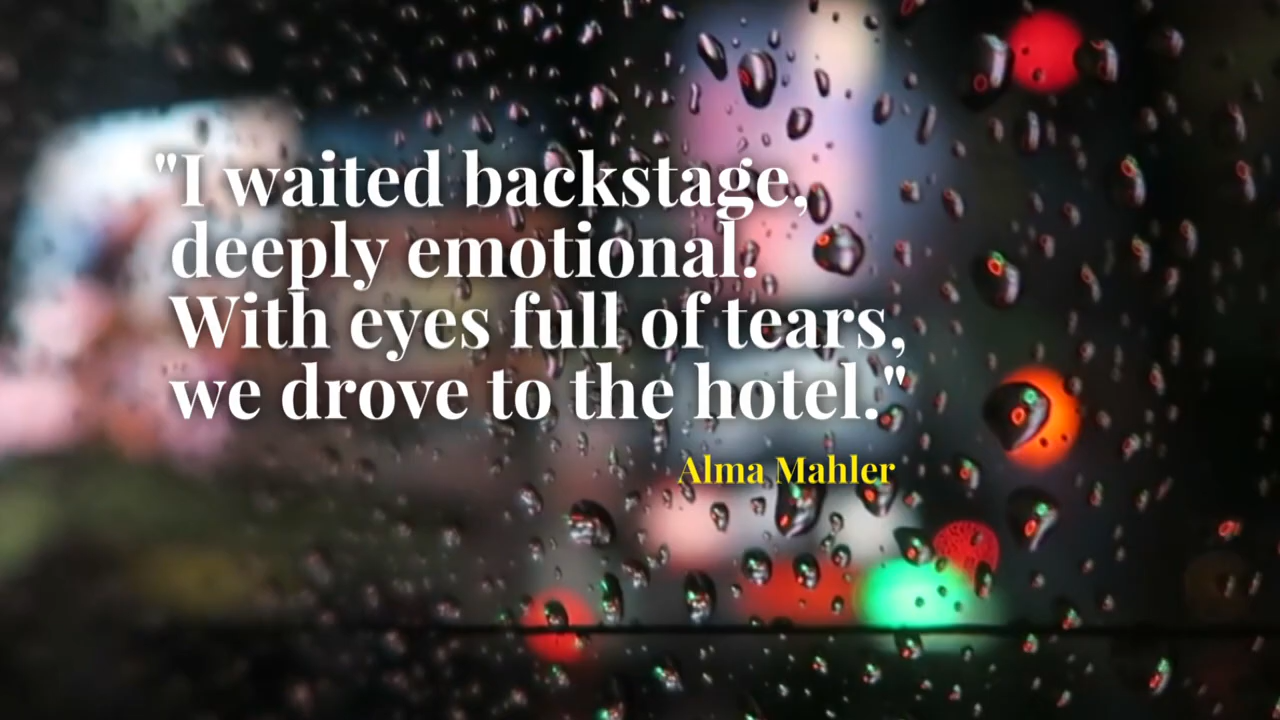 "I waited backstage,
deeply emotional.
With eyes full of tears,
we drove to the hotel."
Alma Mahler